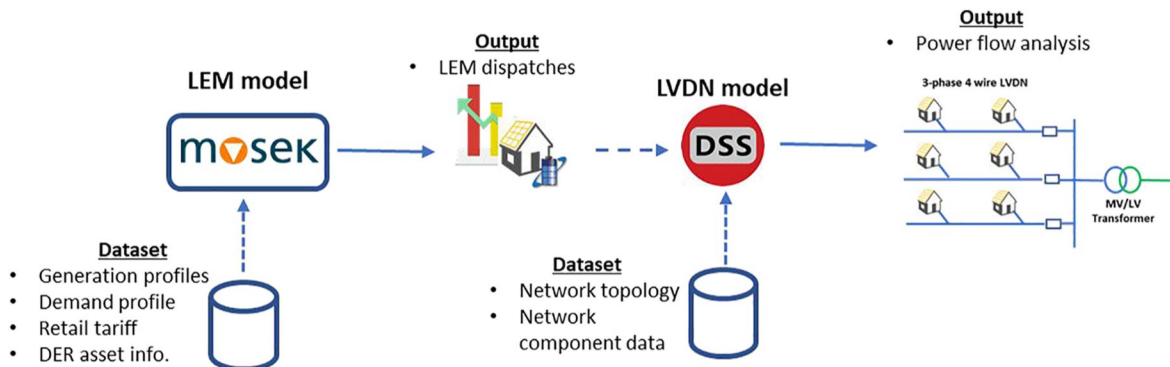 LEM model
mosek
Dataset
• Generation profiles
• Demand profile
• Retail tariff
• DER asset info.
Output
• LEM dispatches
LVDN model
DSS
Dataset
• Network topology
• Network
component data
Output
• Power flow analysis
3-phase 4 wire LVDN
MV/LV
Transformer